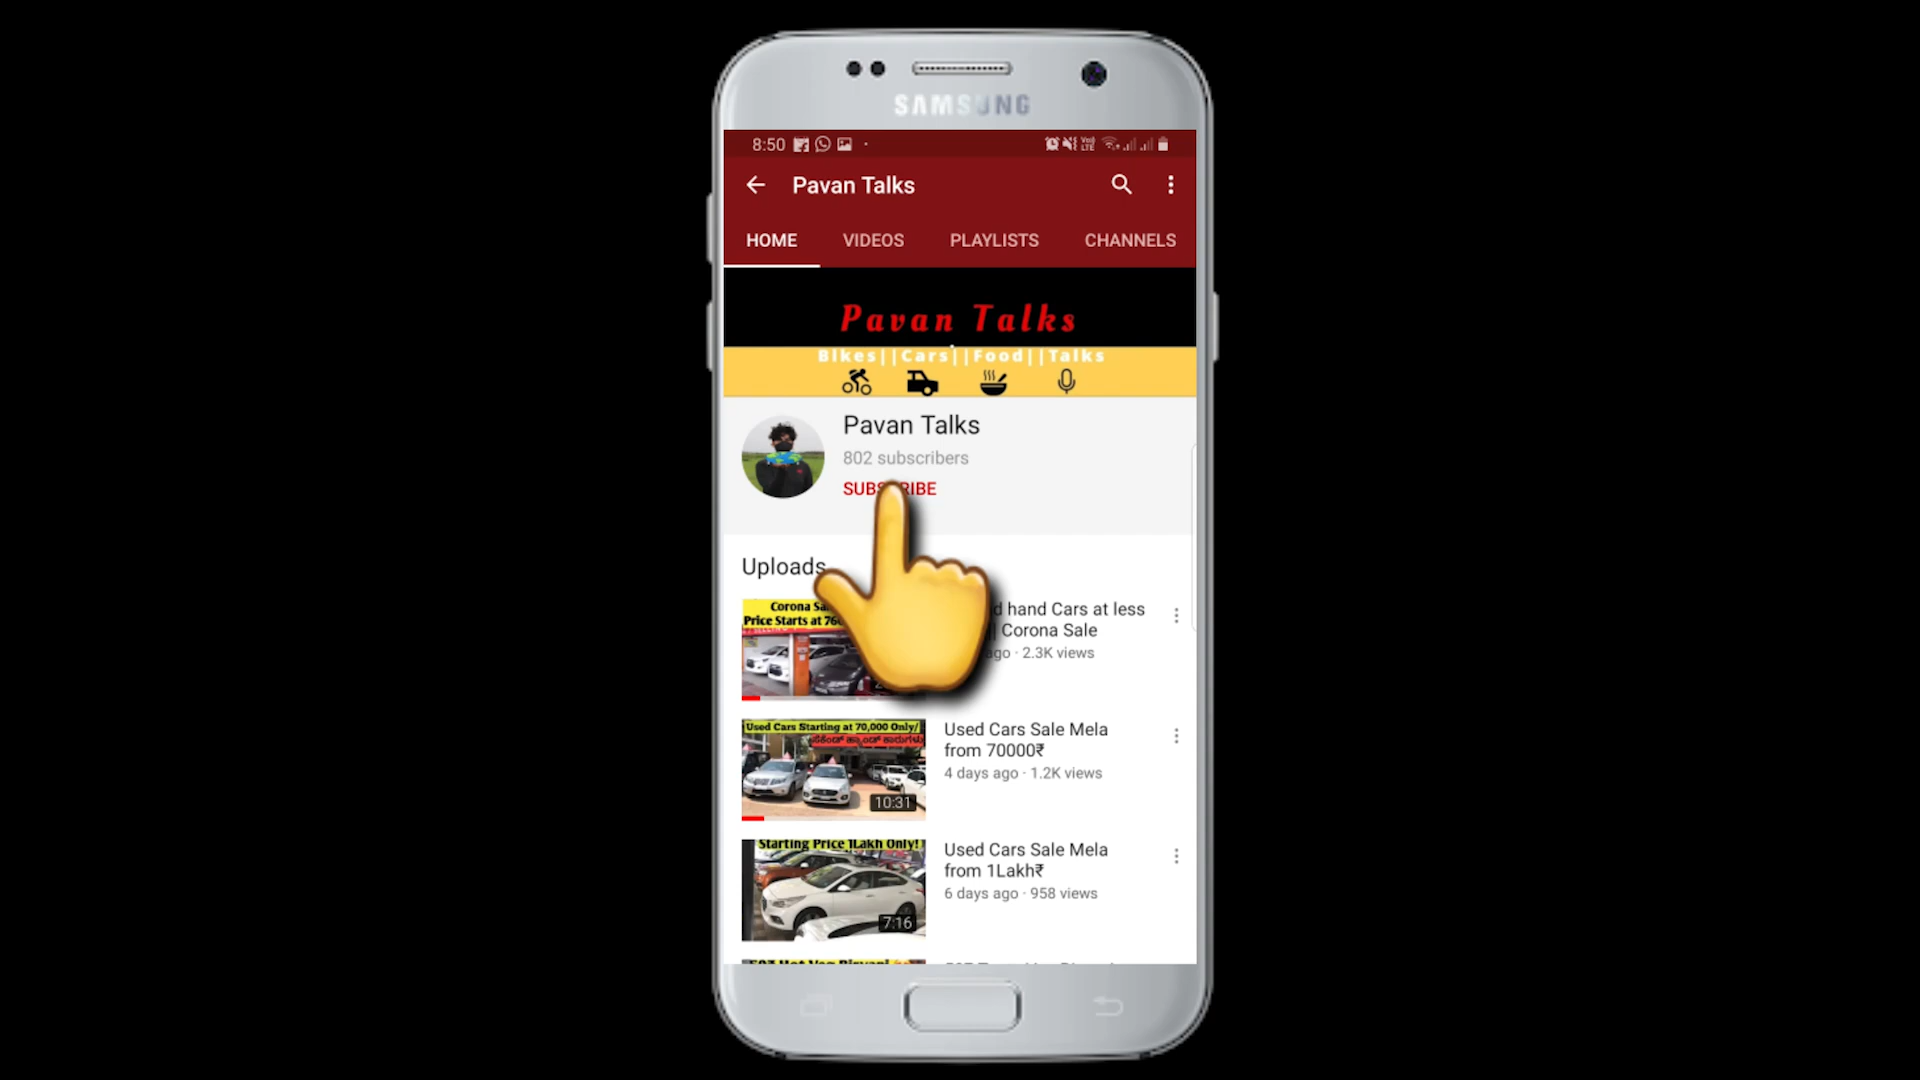 SAMSUNG
8:50
Pavan Talks
HOME VIDEOS PLAYLISTS CHANNELS
Pavan Talks
Bikes||Cars||Food||Talks
Pavan Talks
802 subscribers
SUBSCRIBE
Uploads
Corona
Price Starts at
hand Cars at less
Corona Sale
ago · 2.3K views
Used Cars Starting at 70,000 Only/
ಸೆಕೆಂಡ್ ಹ್ಯಾಂಡ್ ಕಾರುಗಳು
10:31
Used Cars Sale Mela
from 70000₹
4 days ago · 1.2K views
Starting Price 1Lakh Only!
7:16
Used Cars Sale Mela
from 1Lakh₹
6 days ago · 958 views